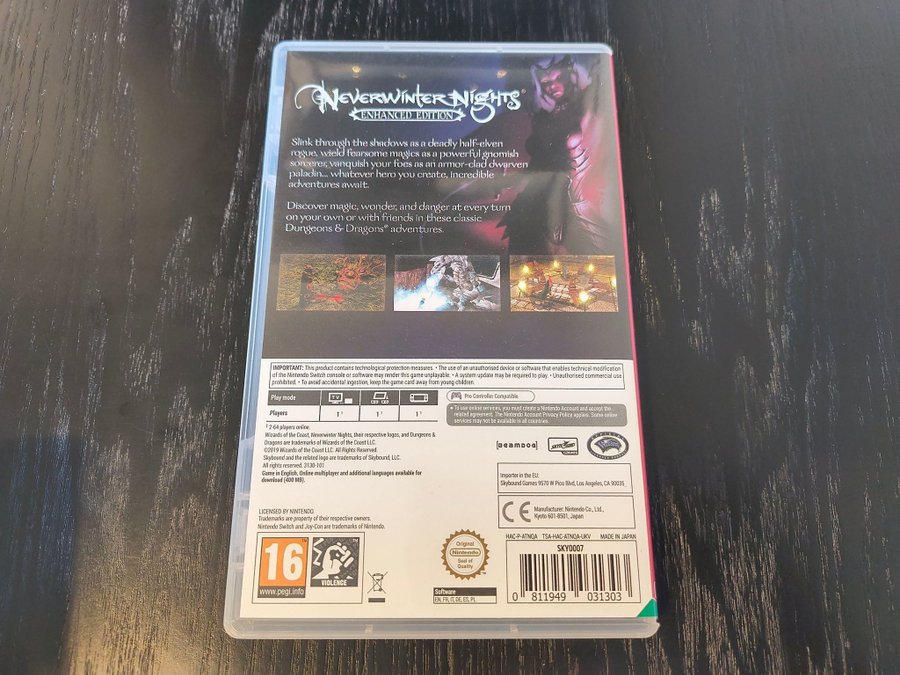 Neverwinter Nights®
ENHANCED EDITION
Slink through the shadows as a deadly half-elven
rogue, wield fearsome magics as a powerful gnomish
sorcerer, vanquish your foes as an armor-clad dwarven
paladin... whatever hero you create, incredible
adventures await.
Discover magic, wonder, and danger at every turn
on your own or with friends in these classic
Dungeons & Dragons® adventures.
IMPORTANT: This product contains technological protection measures. • The use of an unauthorised device or software that enables technical modification
of the Nintendo Switch console or software may render this game unplayable. • A system update may be required to play. • Unauthorised commercial use
prohibited. • To avoid accidental ingestion, keep the game card away from young children.
Play mode
TV
Players
1¹
1¹
1¹
Pro Controller Compatible
• To use online services, you must create a Nintendo Account and accept the
related agreement. The Nintendo Account Privacy Policy applies. Some online
services may not be available in all countries.
¹ 2-64 players online.
Wizards of the Coast, Neverwinter Nights, their respective logos, and Dungeons &
Dragons are trademarks of Wizards of the Coast LLC.
©2019 Wizards of the Coast LLC. All Rights Reserved.
Skybound and the related logo are trademarks of Skybound, LLC.
All rights reserved. 3130-101
Game in English, Online multiplayer and additional languages available for
download (400 MB).
BEAMDOG
Importer in the EU:
Skybound Games 9570 W Pico Blvd, Los Angeles, CA 90035
CE
Manufacturer: Nintendo Co., Ltd.,
Kyoto 601-8501, Japan
LICENSED BY NINTENDO.
Trademarks are property of their respective owners.
Nintendo Switch and Joy-Con are trademarks of Nintendo.
HAC-P-ATNQA TSA-HAC-ATNQA-UKV MADE IN JAPAN
SKY0007
16
www.pegi.info
VIOLENCE
Original
Nintendo
Seal of
Quality
Software
EN, FR, IT, DE, ES, PL
0 811949 031303